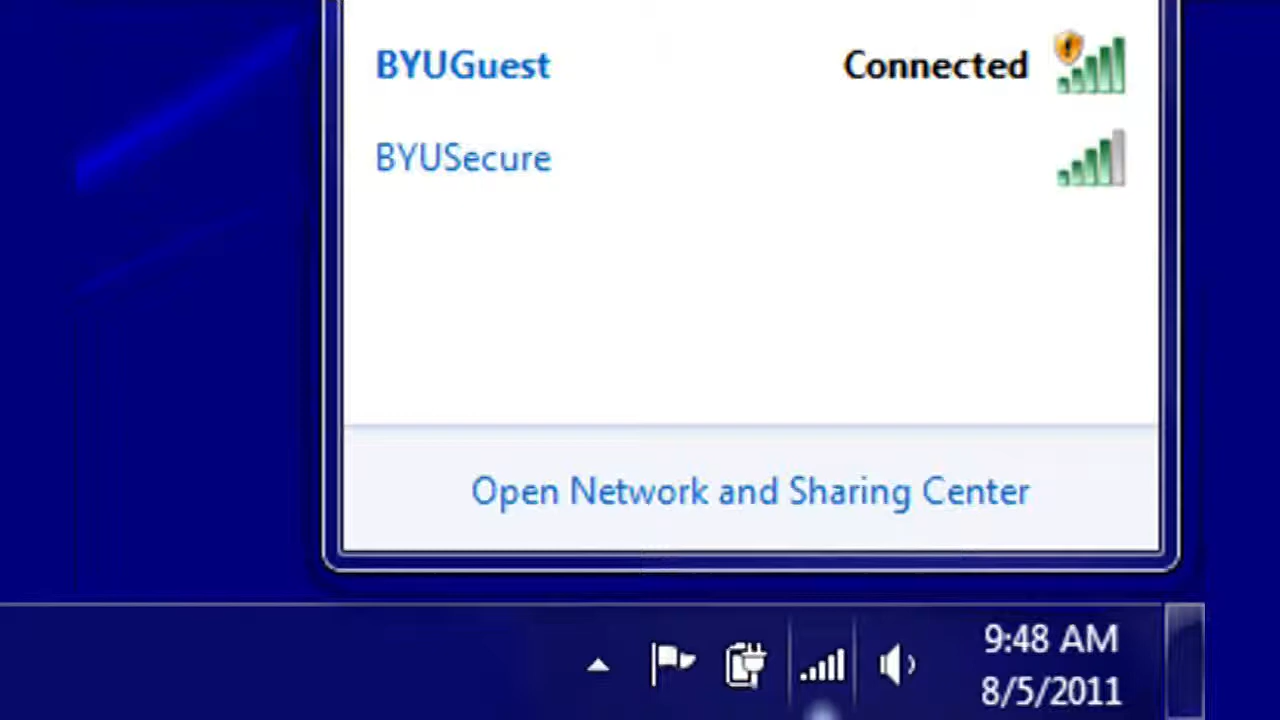 BYUGuest Connected
BYUSecure
Open Network and Sharing Center
9:48 AM
8/5/2011